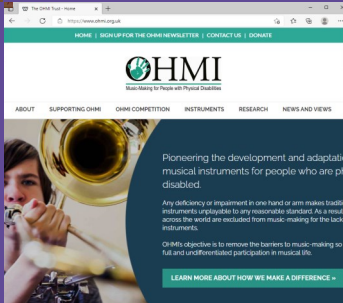 The OHMI Trust - Home
https://www.ohmi.org.uk
HOME | SIGN UP FOR THE OHMI NEWSLETTER | CONTACT US | DONATE
OHMI
Music-Making for People with Physical Disabilities
ABOUT SUPPORTING OHMI OHMI COMPETITION INSTRUMENTS RESEARCH NEWS AND VIEWS
Pioneering the development and adaptati
musical instruments for people who are ph
disabled.
Any deficiency or impairment in one hand or arm makes traditi
instruments unplayable to any reasonable standard. As a result
across the world are excluded from music-making for the lack
instruments.
OHMI's objective is to remove the barriers to music-making so
full and undifferentiated participation in musical life.
LEARN MORE ABOUT HOW WE MAKE A DIFFERENCE »